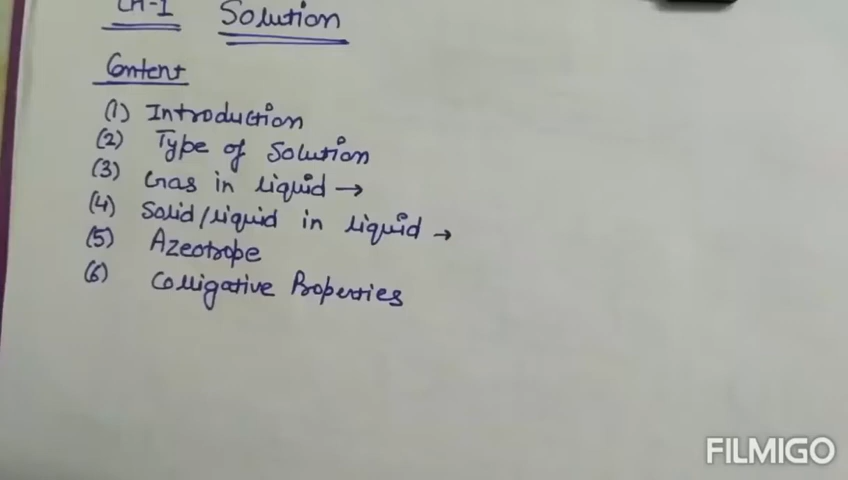 CH-1 Solution
Content
(1) Introduction
(2) Type of Solution
(3) Gas in liquid →
(4) Solid/liquid in liquid →
(5) Azeotrope
(6) Colligative Properties
FILMIGO